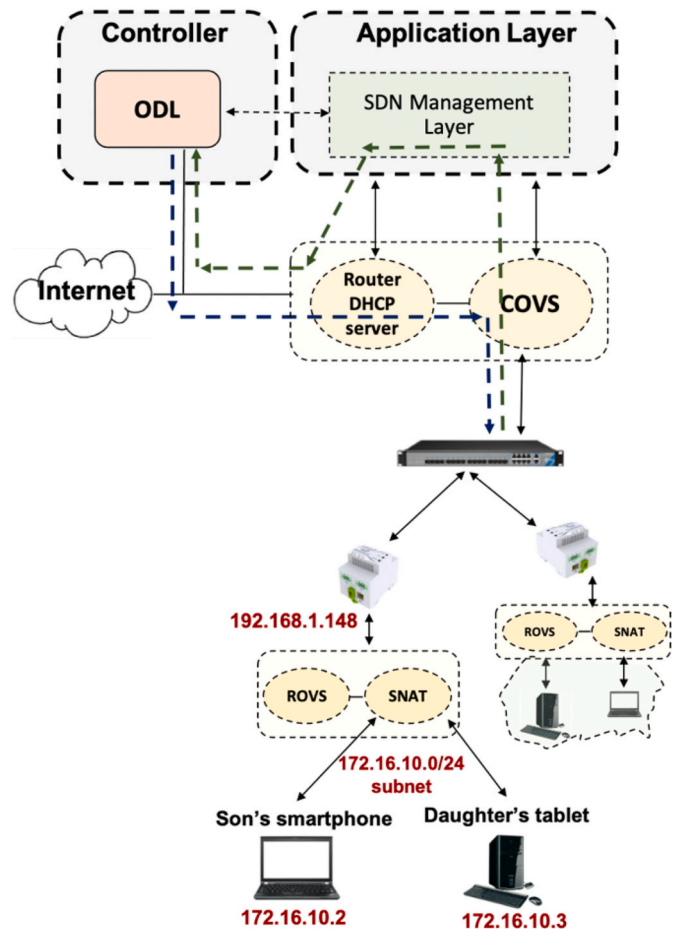 Controller
Application Layer
ODL
SDN Management
Layer
Internet
Router
DHCP
server
COVS
192.168.1.148
ROVS
SNAT
ROVS
SNAT
172.16.10.0/24
subnet
Son's smartphone
Daughter's tablet
172.16.10.2
172.16.10.3